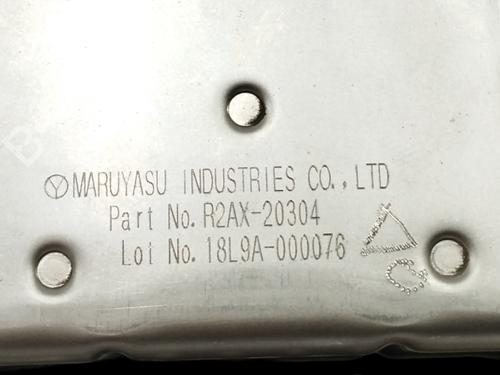 MARUYASU INDUSTRIES CO., LTD
Part No. R2AX-20304
Lot No. 18L9A-000076